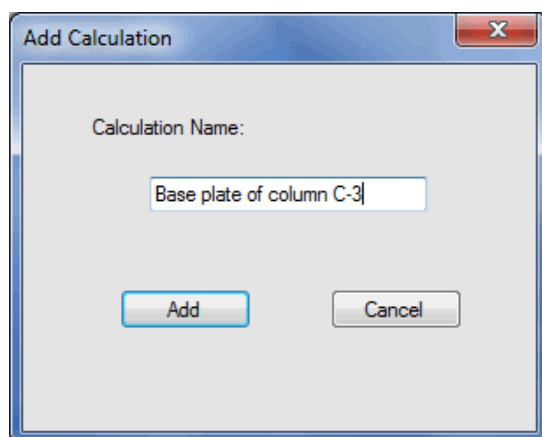 Add Calculation
Calculation Name:
Base plate of column C-3
Add Cancel